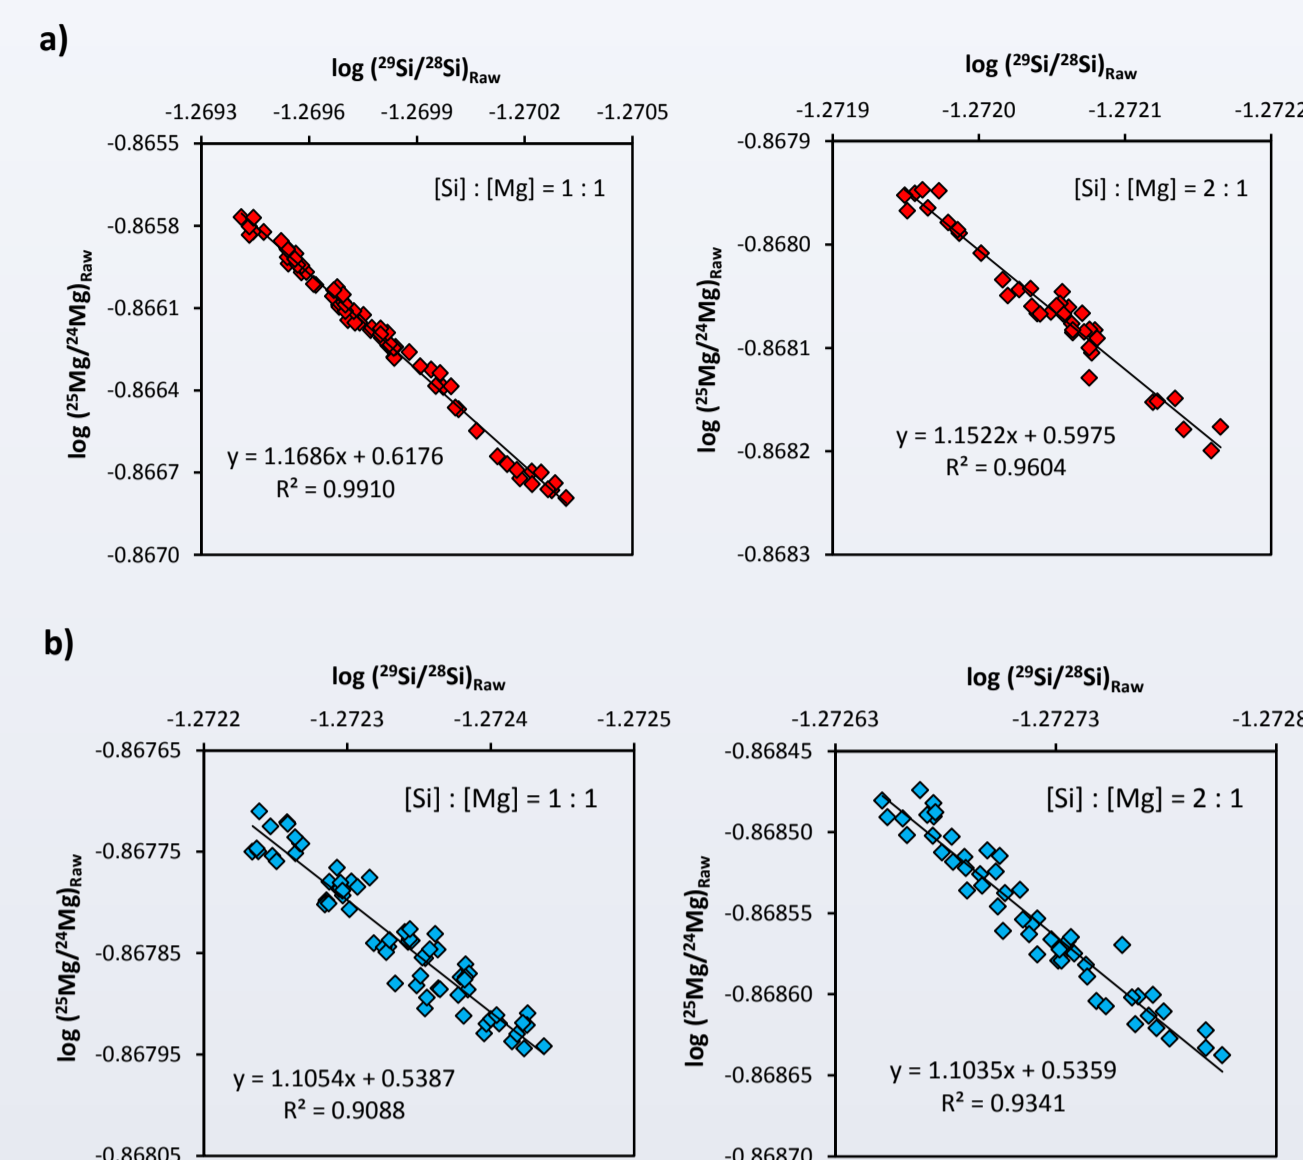 a)
log (²⁹Si/²⁸Si)Raw
-1.2693 -1.2696 -1.2699 -1.2702 -1.2705
-0.8655
-0.8658
-0.8661
-0.8664
-0.8667
-0.8670
log (²⁵Mg/²⁴Mg)Raw
[Si] : [Mg] = 1 : 1
y = 1.1686x + 0.6176
R² = 0.9910
log (²⁹Si/²⁸Si)Raw
-1.2719 -1.2720 -1.2721 -1.2722
-0.8679
-0.8680
-0.8681
-0.8682
-0.8683
log (²⁵Mg/²⁴Mg)Raw
[Si] : [Mg] = 2 : 1
y = 1.1522x + 0.5975
R² = 0.9604
b)
log (²⁹Si/²⁸Si)Raw
-1.2722 -1.2723 -1.2724 -1.2725
-0.86765
-0.86775
-0.86785
-0.86795
-0.86805
log (²⁵Mg/²⁴Mg)Raw
[Si] : [Mg] = 1 : 1
y = 1.1054x + 0.5387
R² = 0.9088
log (²⁹Si/²⁸Si)Raw
-1.27263 -1.27273 -1.2728
-0.86845
-0.86850
-0.86855
-0.86860
-0.86865
-0.86870
log (²⁵Mg/²⁴Mg)Raw
[Si] : [Mg] = 2 : 1
y = 1.1035x + 0.5359
R² = 0.9341